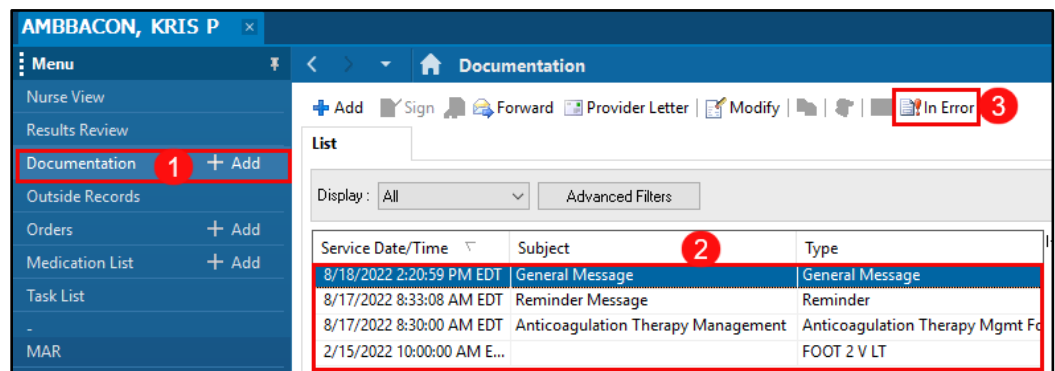 AMBBACON, KRIS P ×
Menu
Documentation
Nurse View
+ Add Sign Forward Provider Letter Modify In Error 3
Results Review
List
Documentation 1 + Add
Outside Records
Display : All Advanced Filters
Orders + Add
Service Date/Time Subject 2 Type
Medication List + Add
8/18/2022 2:20:59 PM EDT General Message General Message
Task List
8/17/2022 8:33:08 AM EDT Reminder Message Reminder
-
8/17/2022 8:30:00 AM EDT Anticoagulation Therapy Management Anticoagulation Therapy Mgmt
MAR
2/15/2022 10:00:00 AM E... FOOT 2 V LT